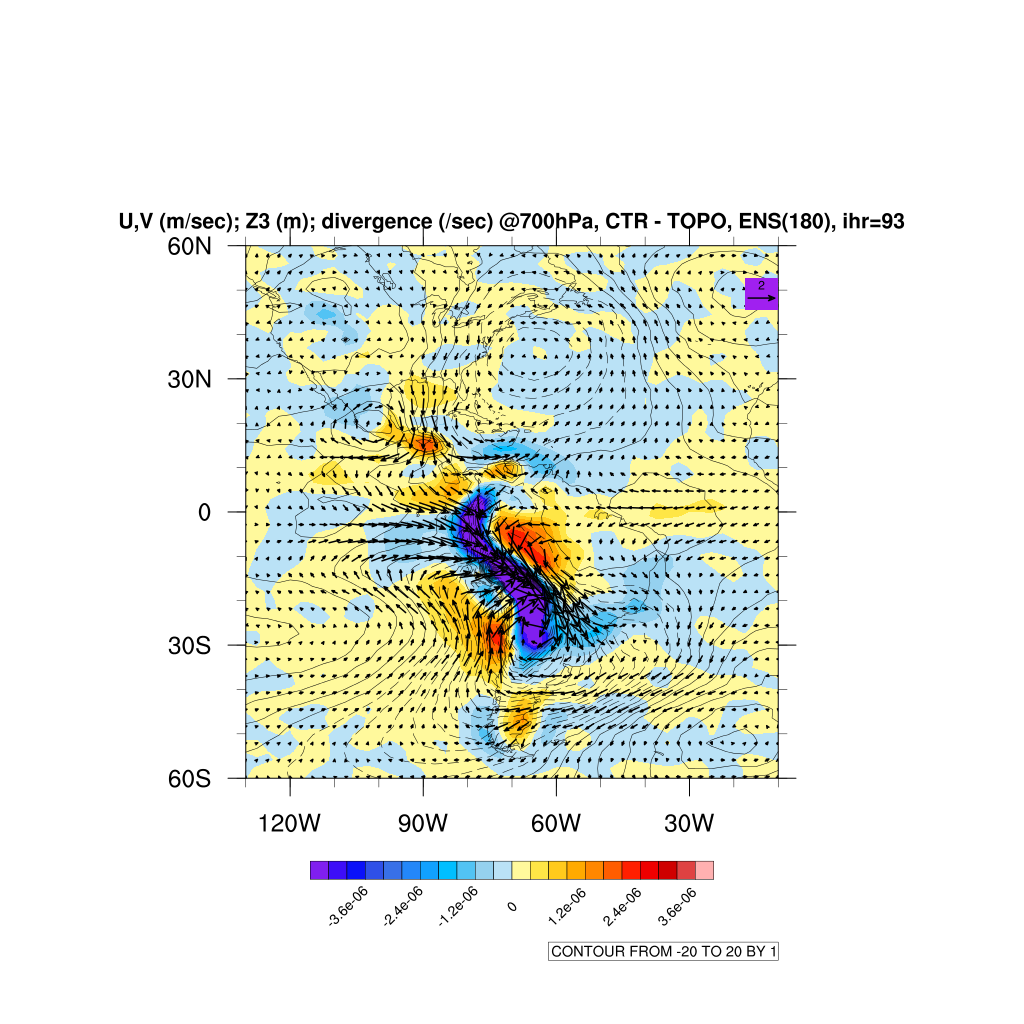 U,V (m/sec); Z3 (m); divergence (/sec) @700hPa, CTR - TOPO, ENS(180), ihr=93
60N
2
30N
0
30S
60S
120W 90W 60W 30W
-3.6e-06 -2.4e-06 -1.2e-06 0 1.2e-06 2.4e-06 3.6e-06
CONTOUR FROM -20 TO 20 BY 1